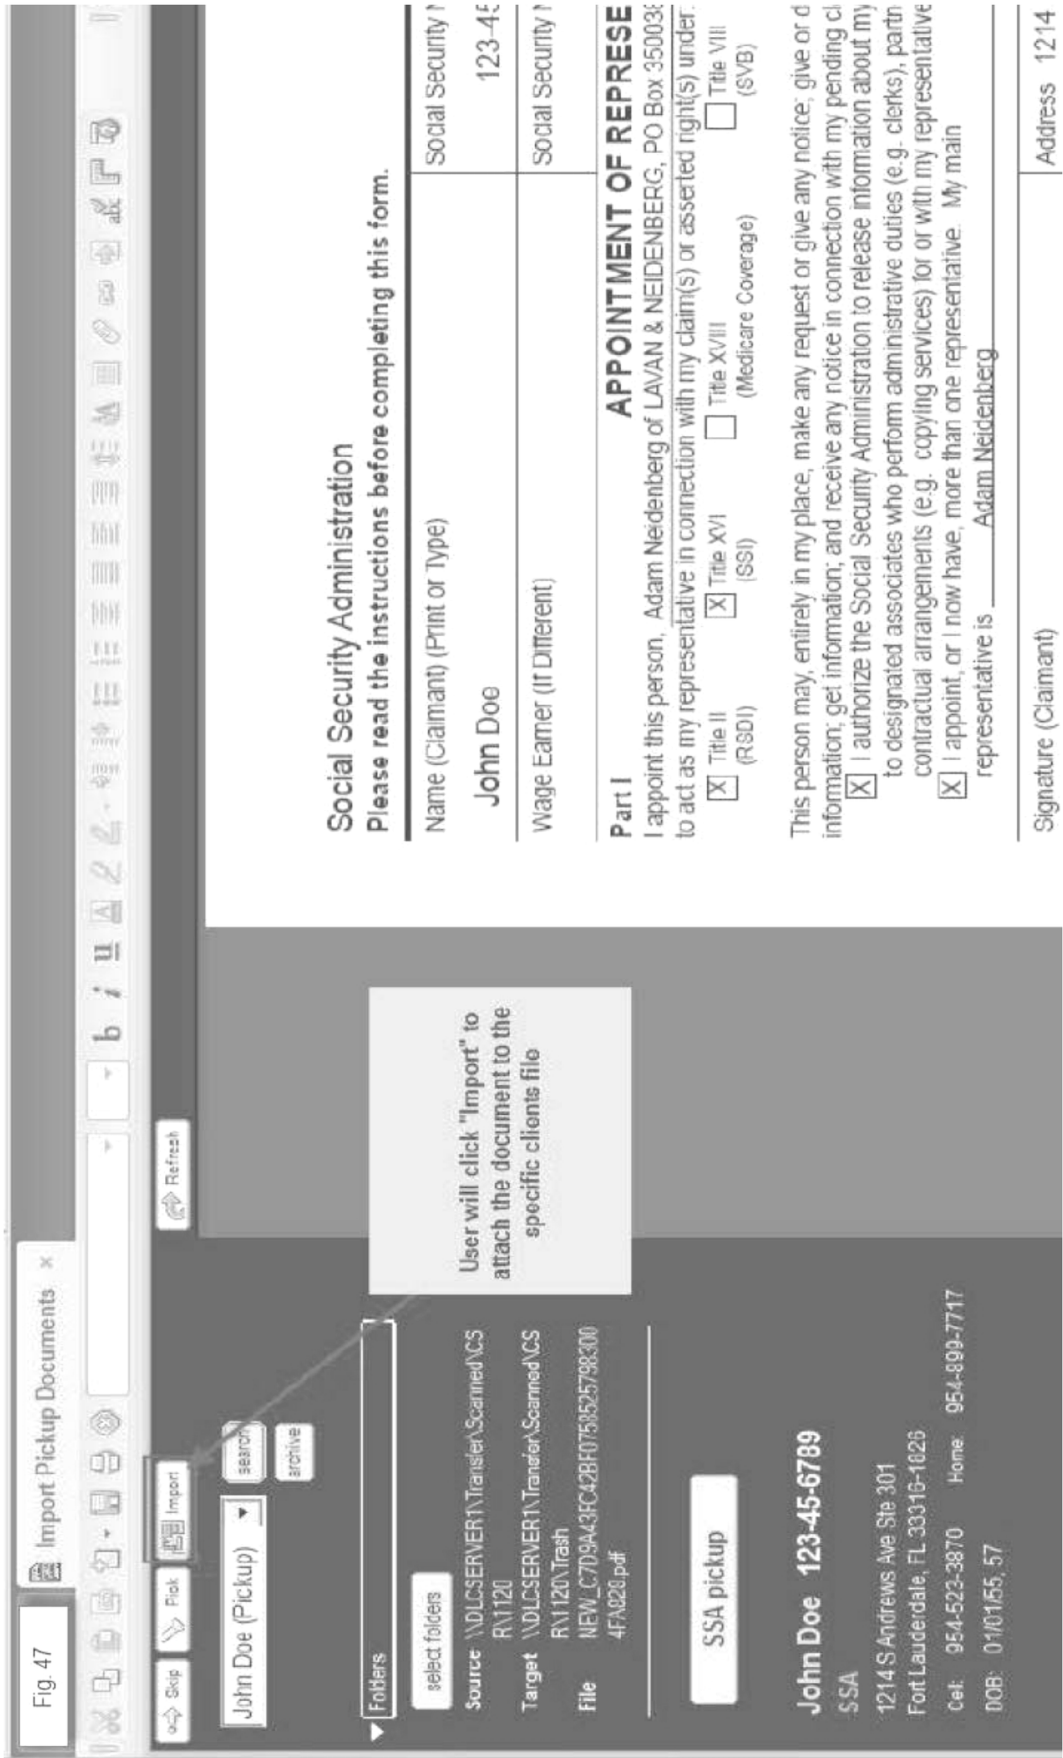 Fig. 47
Import Pickup Documents ×
b i u A
abc
Skip
Pick
Import
Refresh
John Doe (Pickup)
search
archive
Folders
select folders
Source \\DLCSERVER1\Transfer\Scanned\CS
R\1120
Target \\DLCSERVER1\Transfer\Scanned\CS
R\1120\Trash
File NEW_C7D9A43FC42BF0758525798300
4FA020.pdf
User will click "Import" to
attach the document to the
specific clients file
SSA pickup
John Doe 123-45-6789
SSA
1214 S Andrews Ave Ste 301
Fort Lauderdale, FL 33316-1826
Cell: 954-523-3870 Home: 954-899-7717
DOB: 01/01/55, 57
Social Security Administration
Please read the instructions before completing this form.
Name (Claimant) (Print or Type)
Social Security N
John Doe
123-45
Wage Earner (If Different)
Social Security N
Part I APPOINTMENT OF REPRESE
I appoint this person, Adam Neidenberg of LAVAN & NEIDENBERG, PO Box 350038
to act as my representative in connection with my claim(s) or asserted right(s) under:
X Title II
(RSDI)
X Title XVI
(SSI)
Title XVIII
(Medicare Coverage)
Title VIII
(SVB)
This person may, entirely in my place, make any request or give any notice; give or d
information; get information; and receive any notice in connection with my pending cl
X I authorize the Social Security Administration to release information about my
to designated associates who perform administrative duties (e.g. clerks), partn
contractual arrangements (e.g. copying services) for or with my representative
X I appoint, or I now have, more than one representative. My main
representative is Adam Neidenberg
Signature (Claimant)
Address 1214